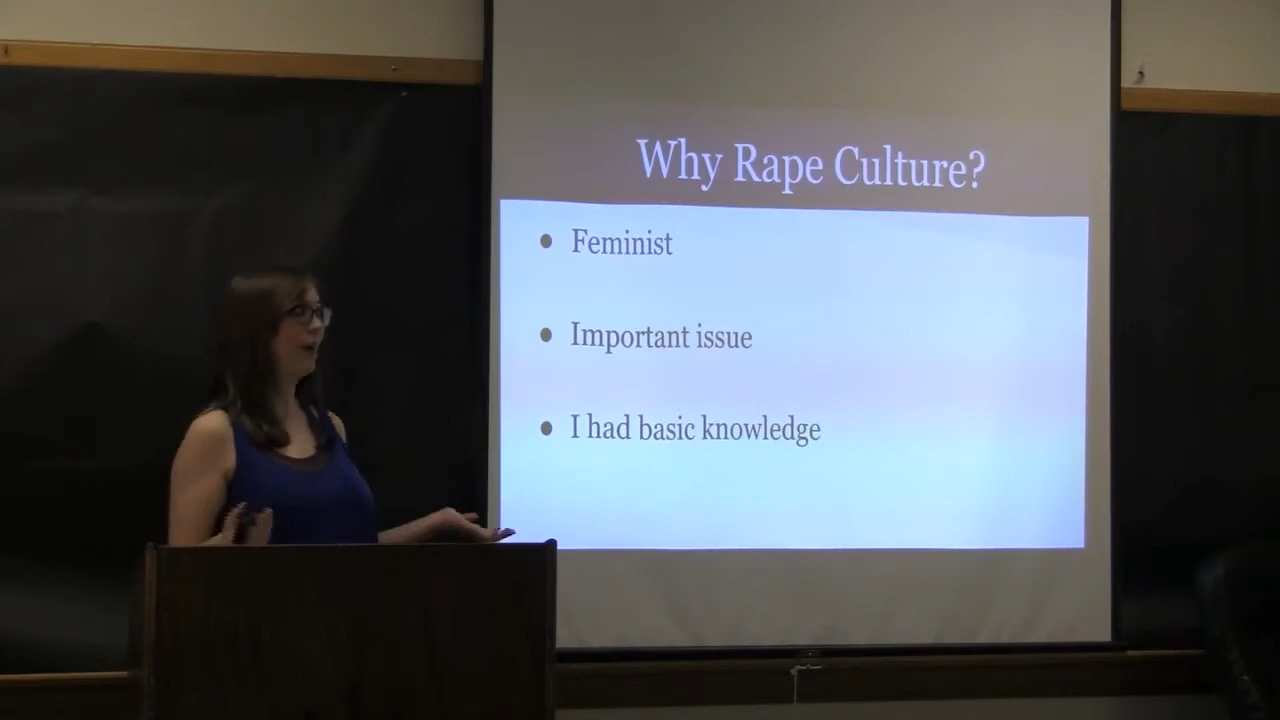 Why Rape Culture?
Feminist
Important issue
I had basic knowledge